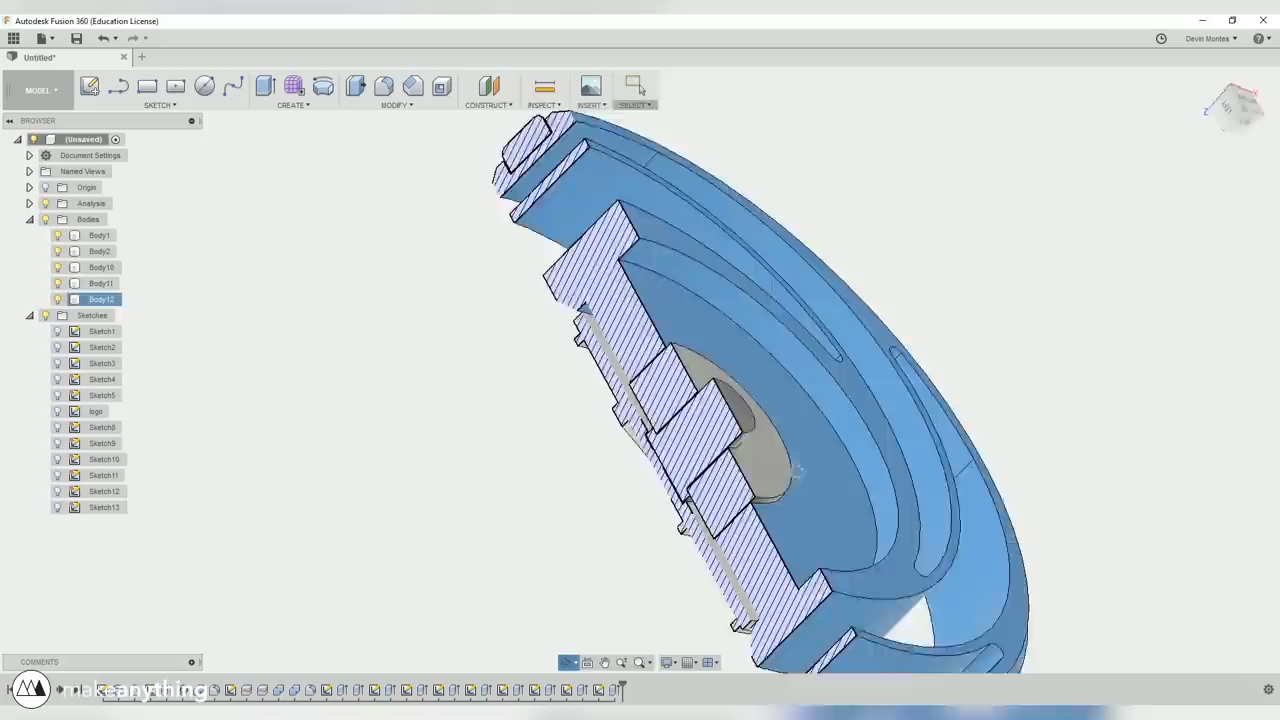 Autodesk Fusion 360 (Education License)
Devin Montes
Untitled*
MODEL
SKETCH
CREATE
MODIFY
CONSTRUCT
INSPECT
INSERT
SELECT
BROWSER
(Unsaved)
Document Settings
Named Views
Origin
Analysis
Bodies
Body1
Body2
Body10
Body11
Body12
Sketches
Sketch1
Sketch2
Sketch3
Sketch4
Sketch5
logo
Sketch8
Sketch9
Sketch10
Sketch11
Sketch12
Sketch13
COMMENTS
makeanything